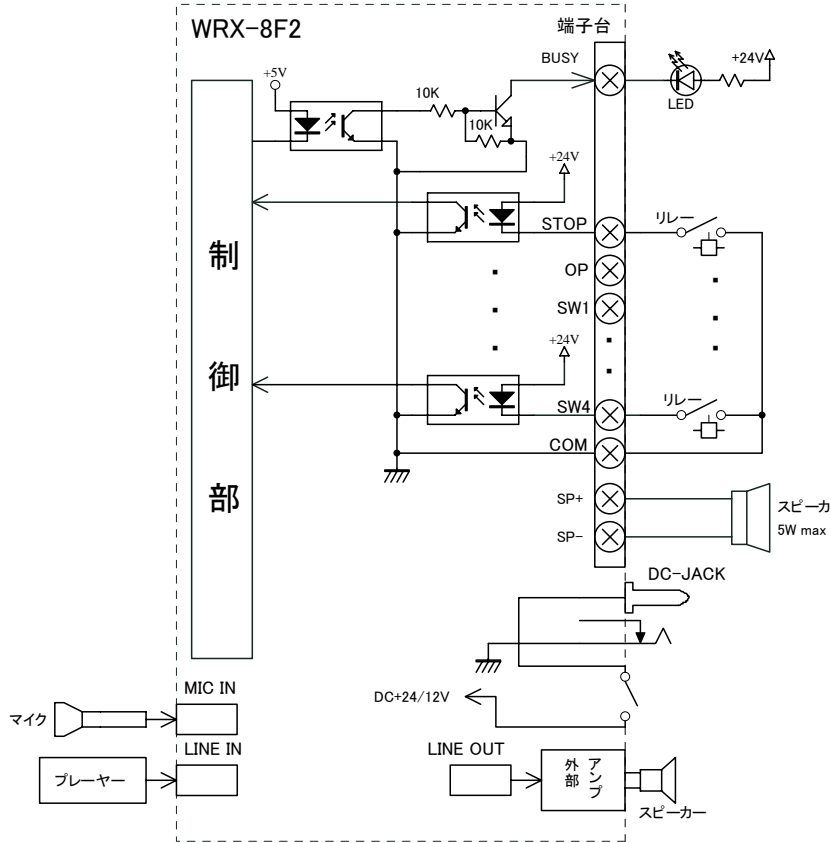 WRX-8F2
端子台
BUSY
+24V
LED
+5V
10K
10K
+24V
STOP
リレー
OP
SW1
+24V
SW4
リレー
COM
SP+
SP-
スピーカ
5W max
制御部
DC-JACK
DC+24/12V
MIC IN
マイク
LINE IN
プレーヤー
LINE OUT
外部
アンプ
スピーカー